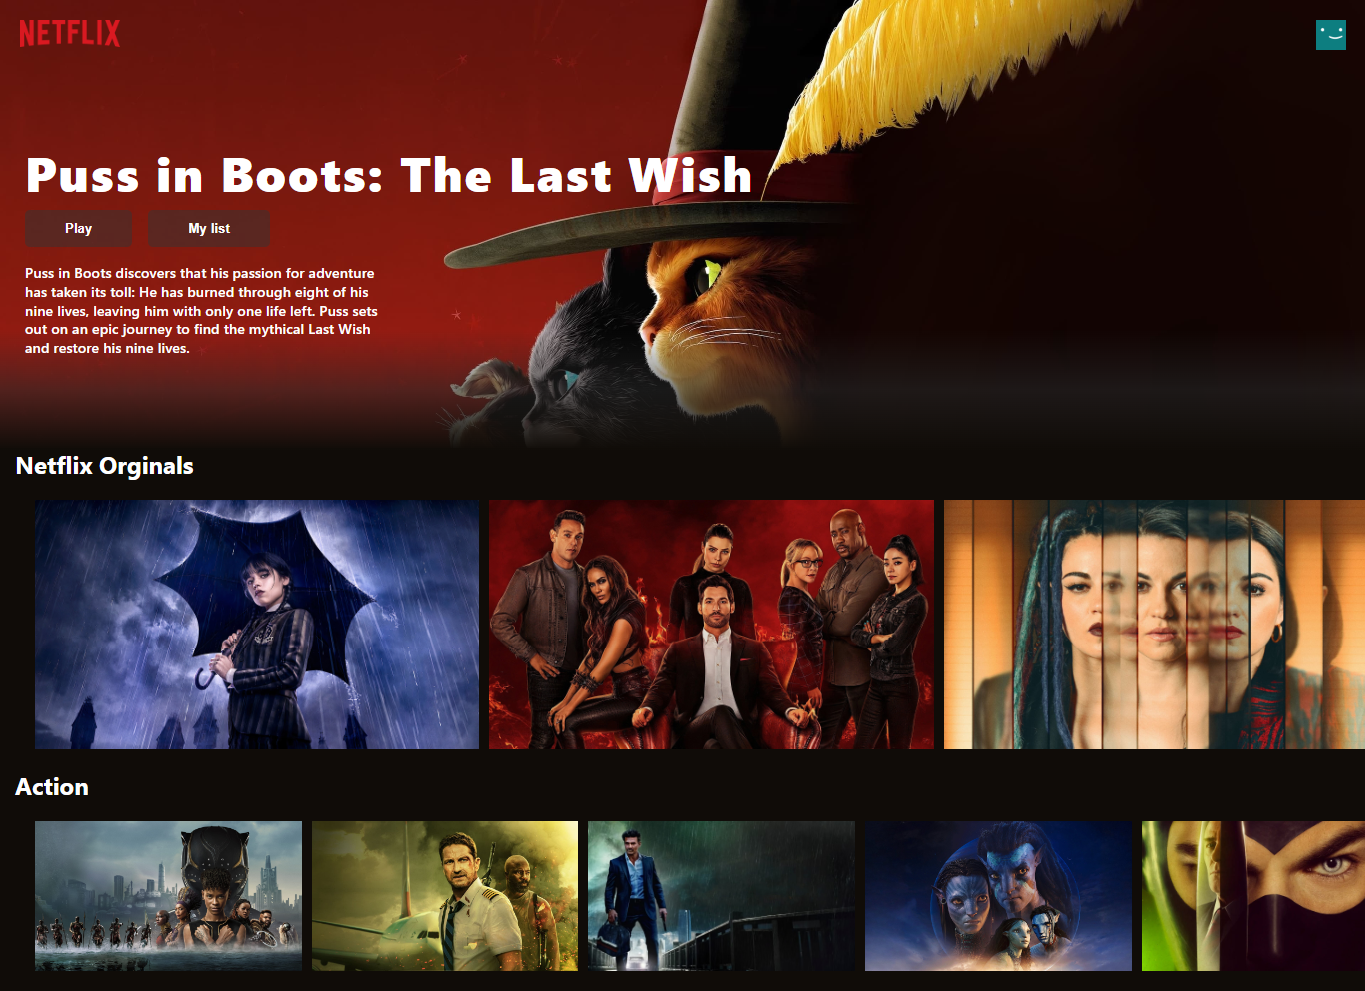 NETFLIX
Puss in Boots: The Last Wish
Play
My list
Puss in Boots discovers that his passion for adventure
has taken its toll: He has burned through eight of his
nine lives, leaving him with only one life left. Puss sets
out on an epic journey to find the mythical Last Wish
and restore his nine lives.
Netflix Orginals
Action